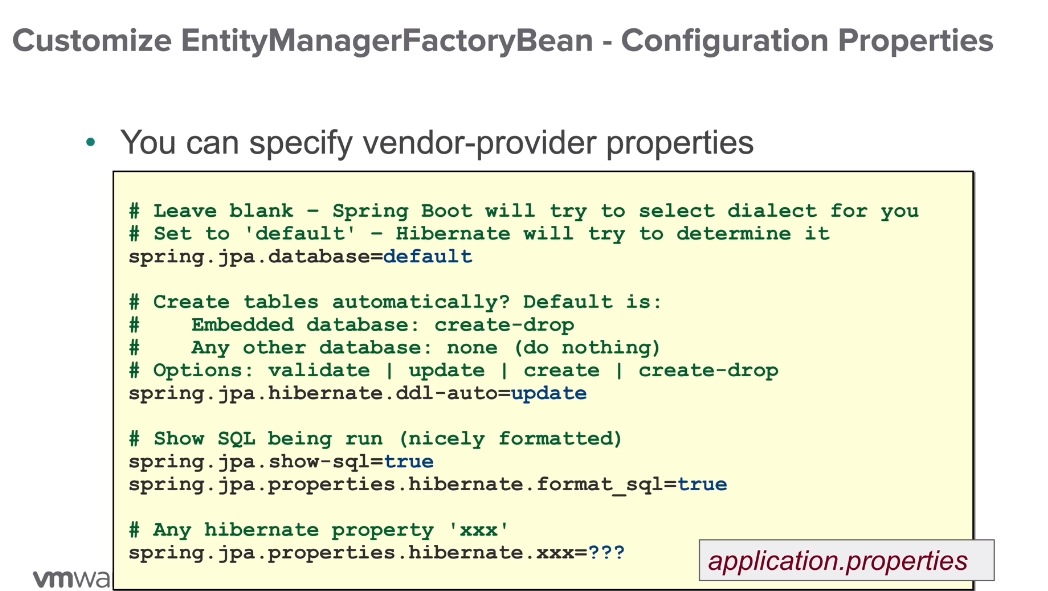 Customize EntityManagerFactoryBean - Configuration Properties
• You can specify vendor-provider properties
# Leave blank – Spring Boot will try to select dialect for you
# Set to 'default' – Hibernate will try to determine it
spring.jpa.database=default
# Create tables automatically? Default is:
#    Embedded database: create-drop
#    Any other database: none (do nothing)
# Options: validate | update | create | create-drop
spring.jpa.hibernate.ddl-auto=update
# Show SQL being run (nicely formatted)
spring.jpa.show-sql=true
spring.jpa.properties.hibernate.format_sql=true
# Any hibernate property 'xxx'
spring.jpa.properties.hibernate.xxx=???
application.properties
vmwa